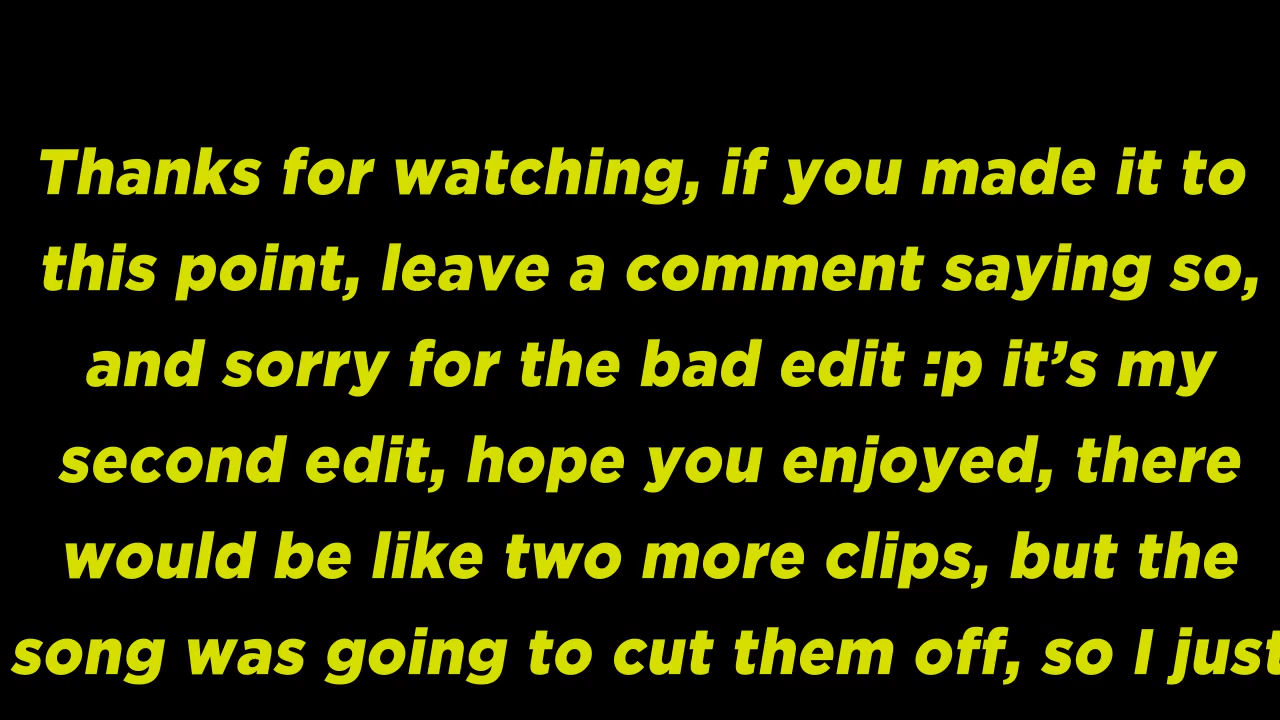 Thanks for watching, if you made it to
this point, leave a comment saying so,
and sorry for the bad edit :p it’s my
second edit, hope you enjoyed, there
would be like two more clips, but the
song was going to cut them off, so I just